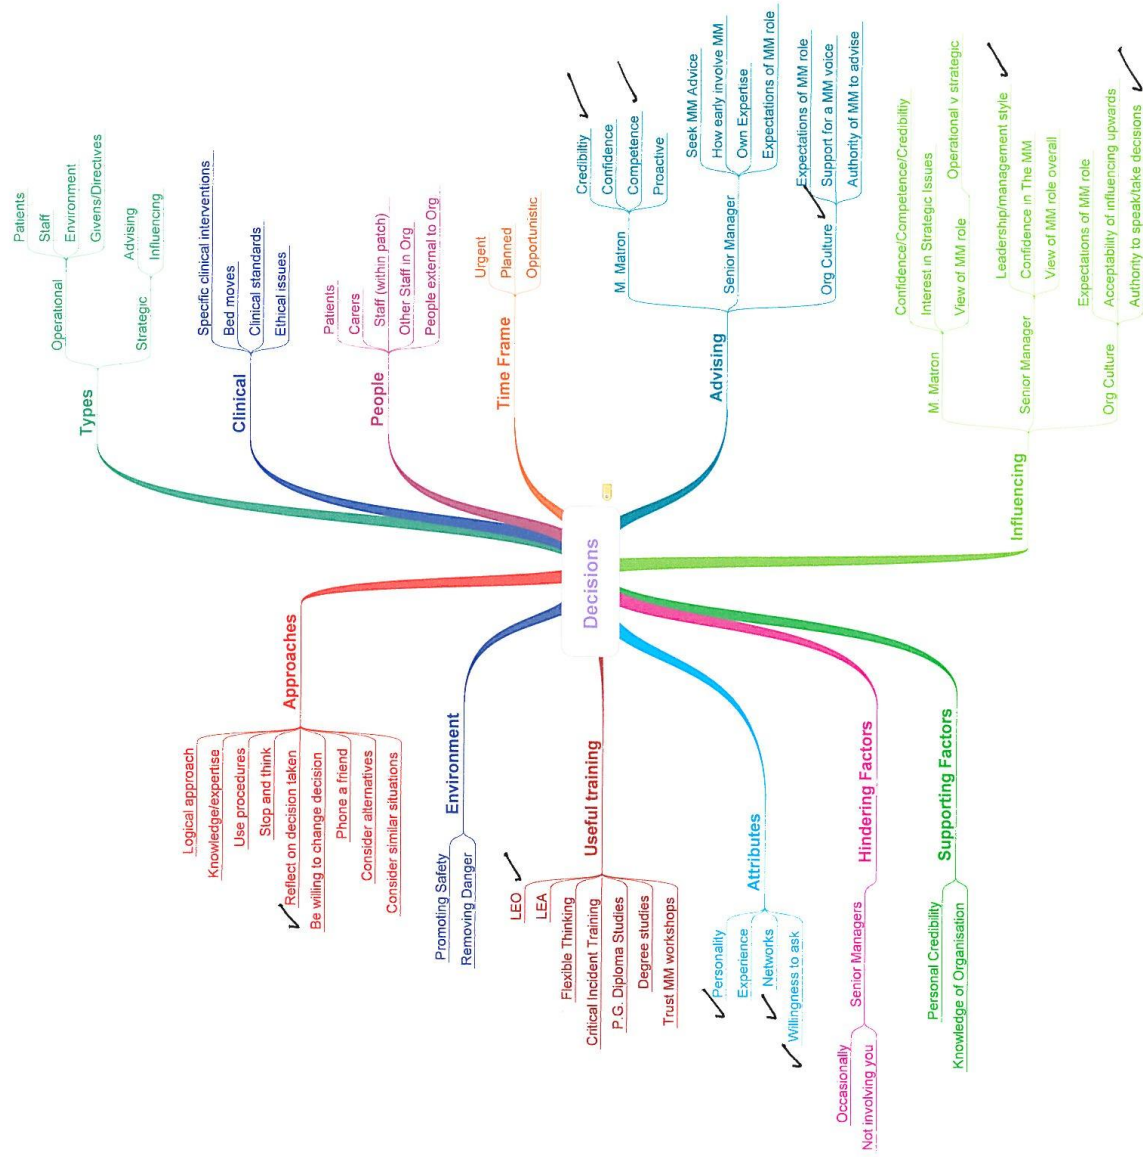 Decisions
Types
Operational
Patients
Staff
Environment
Givens/Directives
Strategic
Advising
Influencing
Clinical
Specific clinical interventions
Bed moves
Clinical standards
Ethical issues
People
Patients
Carers
Staff (within patch)
Other Staff in Org
People external to Org
Time Frame
Urgent
Planned
Opportunistic
Advising
M. Matron
Credibiltiy
Confidence
Competence
Proactive
Senior Manager
Seek MM Advice
How early involve MM
Own Expertise
Expectations of MM role
Org Culture
Expectations of MM role
Support for a MM voice
Authority of MM to advise
Influencing
M. Matron
Confidence/Competence/Credibiltiy
Interest in Strategic Issues
View of MM role
Operational v strategic
Senior Manager
Leadership/management style
Confidence in The MM
View of MM role overall
Org Culture
Expectations of MM role
Acceptability of influencing upwards
Authority to speak/take decisions
Approaches
Logical approach
Knowledge/expertise
Use procedures
Stop and think
Reflect on decision taken
Be willing to change decision
Phone a friend
Consider alternatives
Consider similar situations
Environment
Promoting Safety
Removing Danger
Useful training
LEO
LEA
Flexible Thinking
Critical Incident Training
P.G. Diploma Studies
Degree studies
Trust MM workshops
Attributes
Personality
Experience
Networks
Willingness to ask
Hindering Factors
Senior Managers
Occasionally
Not involving you
Supporting Factors
Personal Credibility
Knowledge of Organisation